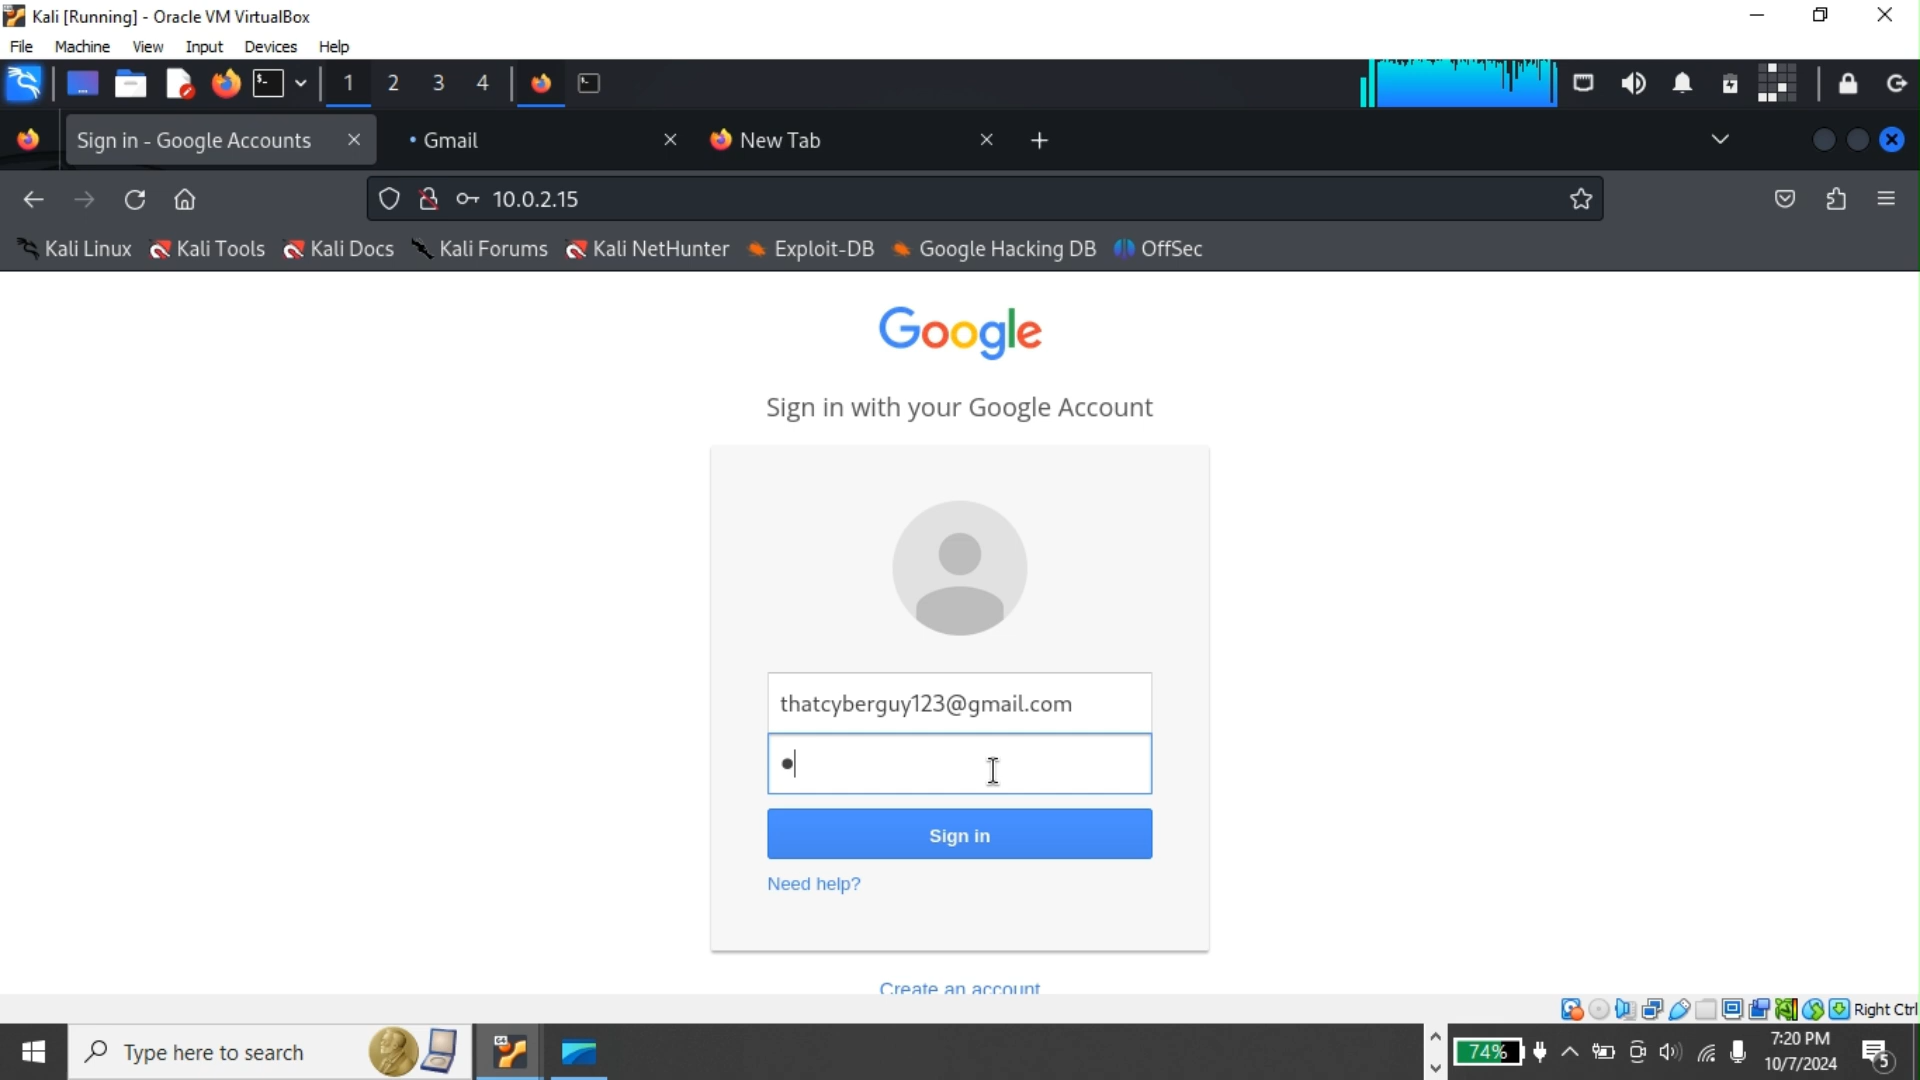 Kali [Running] - Oracle VM VirtualBox
File Machine View Input Devices Help
1 2 3 4
Sign in - Google Accounts Gmail New Tab
10.0.2.15
Kali Linux Kali Tools Kali Docs Kali Forums Kali NetHunter Exploit-DB Google Hacking DB OffSec
Google
Sign in with your Google Account
thatcyberguy123@gmail.com
Sign in
Need help?
Create an account
Right Ctrl
Type here to search
64
74%
7:20 PM
10/7/2024
5